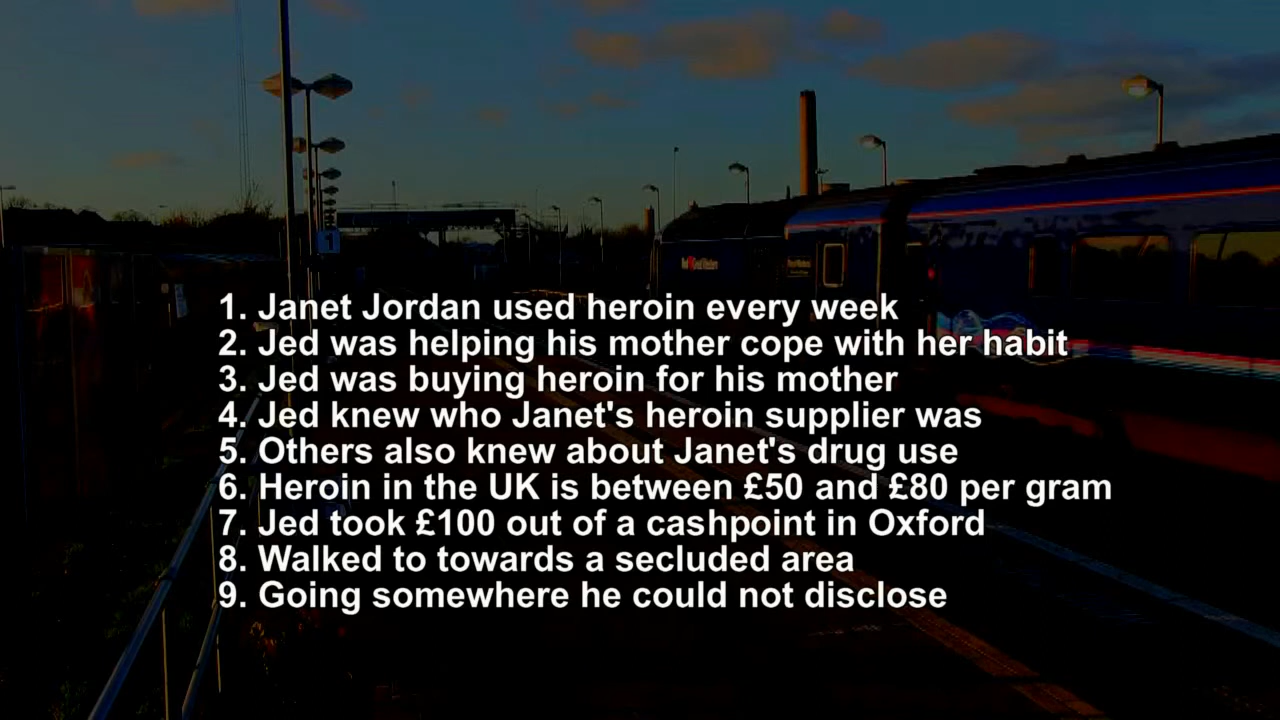 1
1. Janet Jordan used heroin every week
2. Jed was helping his mother cope with her habit
3. Jed was buying heroin for his mother
4. Jed knew who Janet's heroin supplier was
5. Others also knew about Janet's drug use
6. Heroin in the UK is between £50 and £80 per gram
7. Jed took £100 out of a cashpoint in Oxford
8. Walked to towards a secluded area
9. Going somewhere he could not disclose